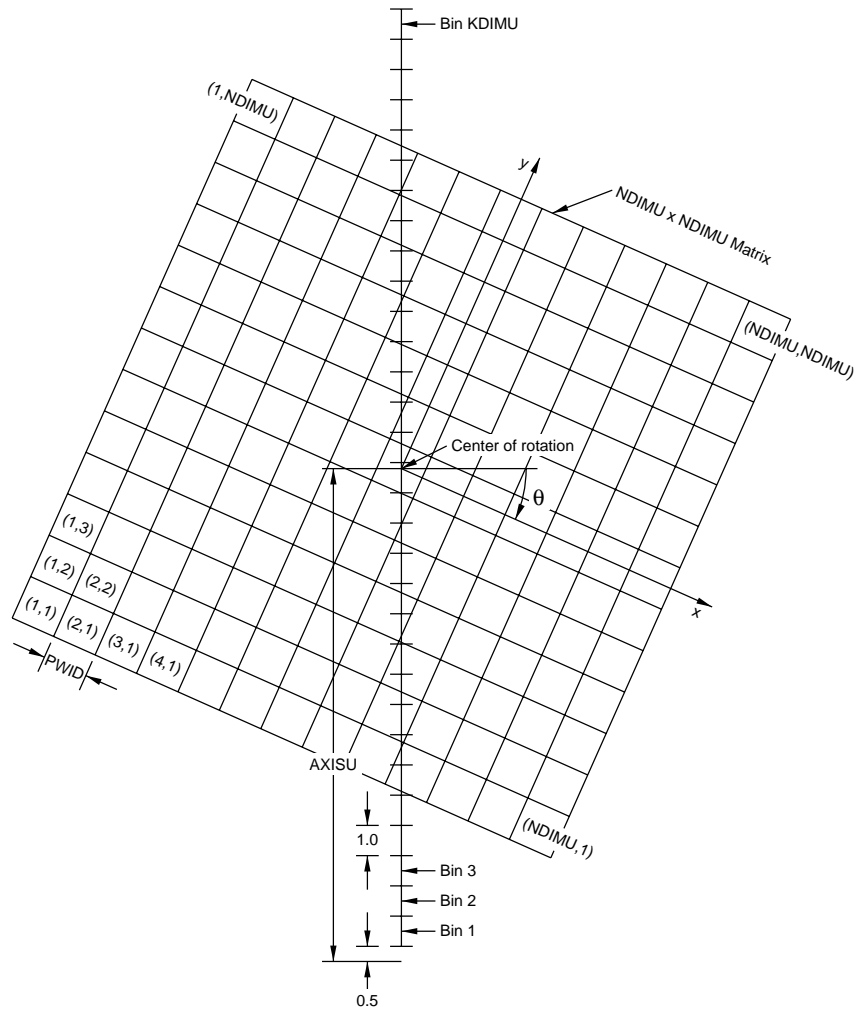 Bin KDIMU
(1,NDIMU)
y
NDIMU x NDIMU Matrix
(NDIMU,NDIMU)
Center of rotation
θ
x
(1,3)
(1,2)
(2,2)
(1,1)
(2,1)
(3,1)
(4,1)
PWID
AXISU
(NDIMU,1)
1.0
Bin 3
Bin 2
Bin 1
0.5